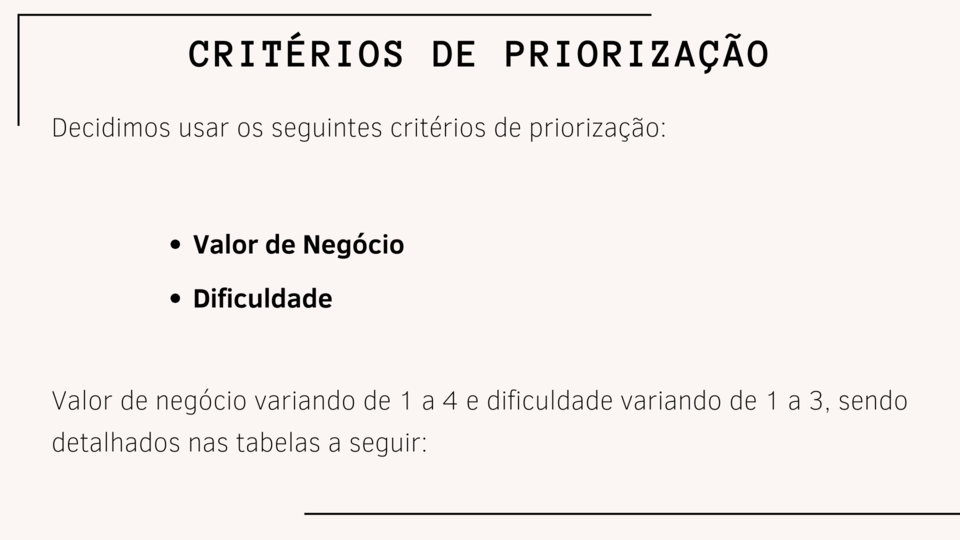 CRITÉRIOS DE PRIORIZAÇÃO
Decidimos usar os seguintes critérios de priorização:
• Valor de Negócio
• Dificuldade
Valor de negócio variando de 1 a 4 e dificuldade variando de 1 a 3, sendo
detalhados nas tabelas a seguir: